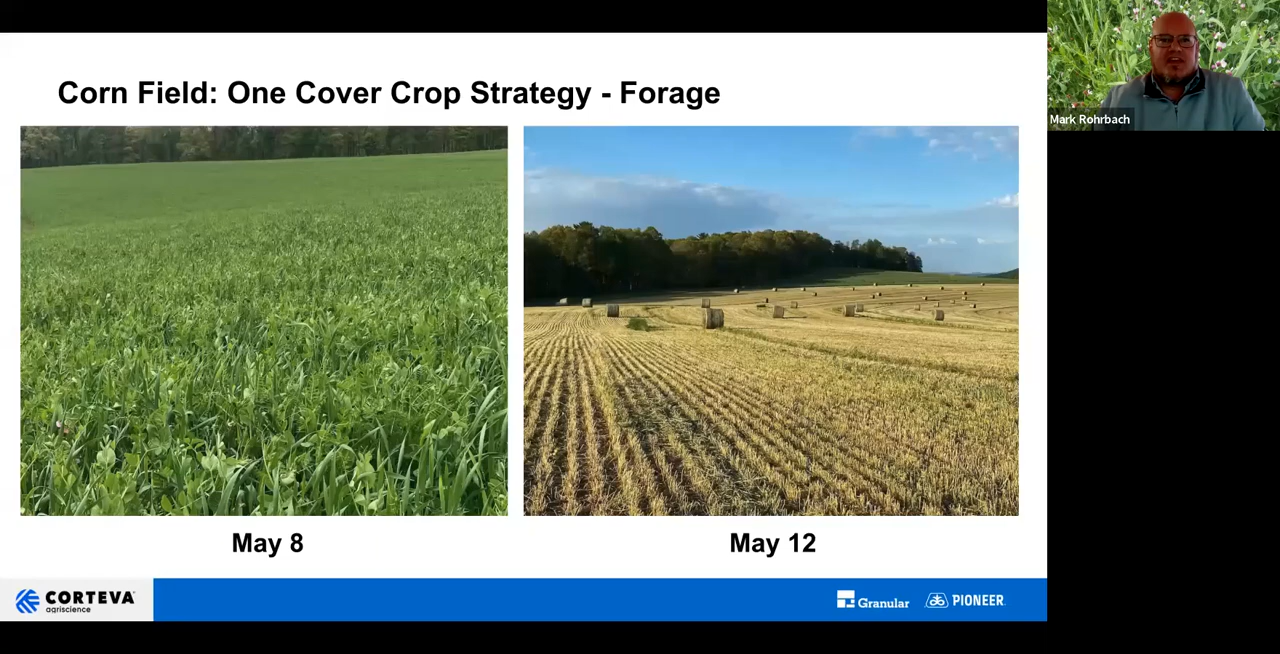 Corn Field: One Cover Crop Strategy - Forage
Mark Rohrbach
May 8
May 12
CORTEVA
agriscience
Granular
PIONEER